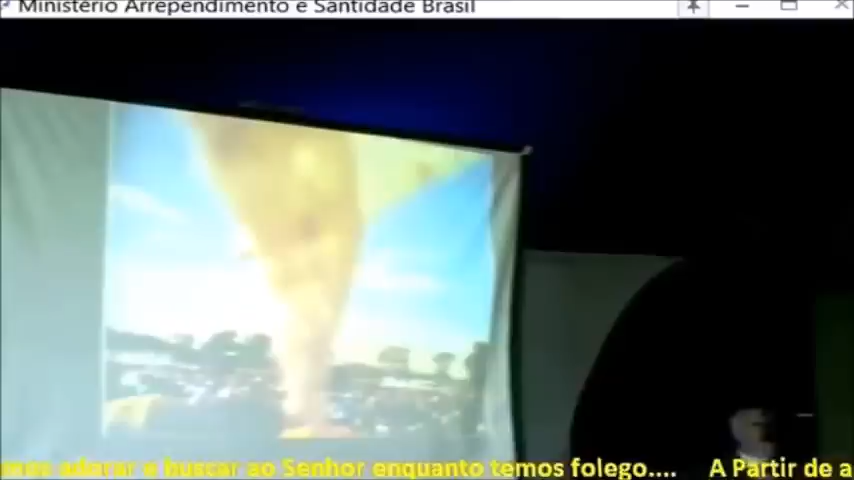 Ministério Arrependimento e Santidade Brasil
adorar e buscar ao Senhor enquanto temos folego.... A Partir de a